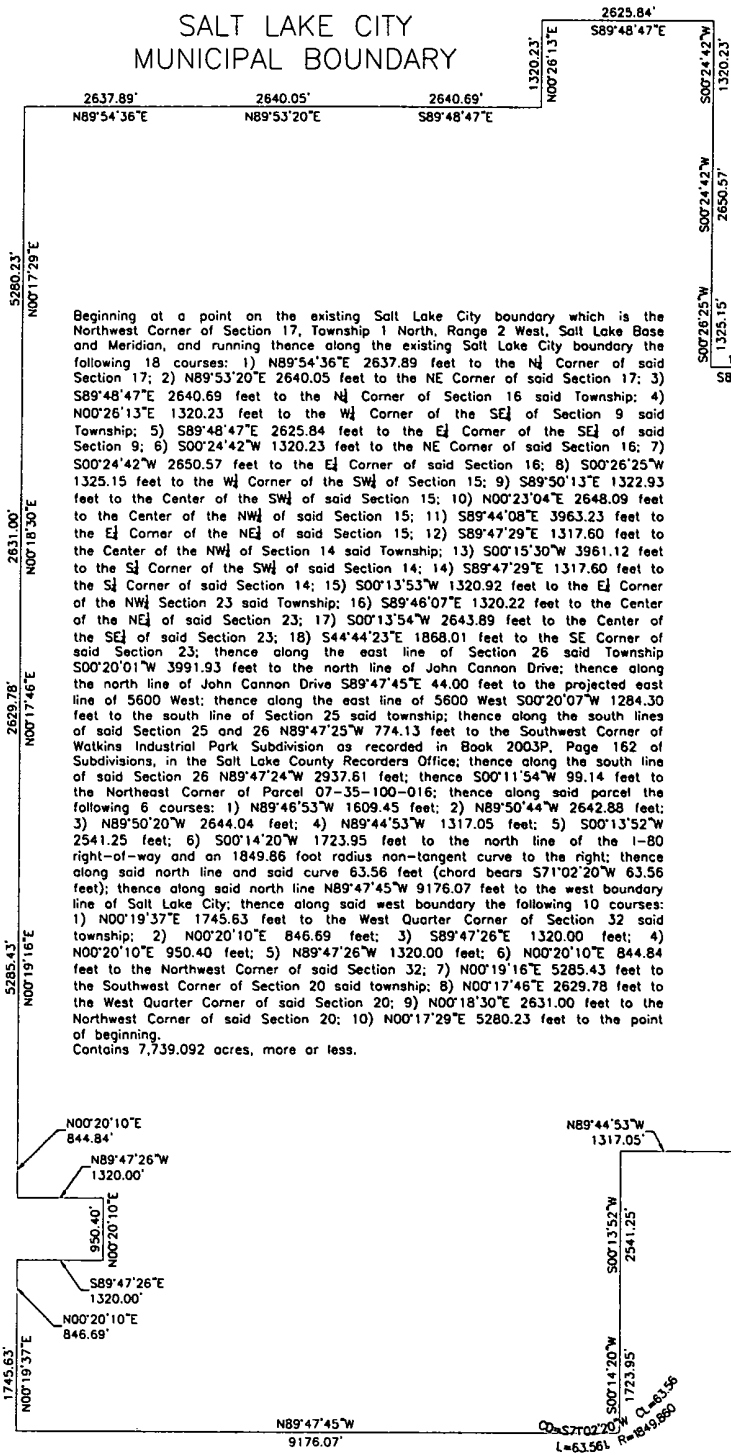 SALT LAKE CITY
MUNICIPAL BOUNDARY
2625.84'
S89°48'47"E
1320.23'
N00°26'13"E
S00°24'42"W
1320.23'
2637.89'
N89°54'36"E
2640.05'
N89°53'20"E
2640.69'
S89°48'47"E
S00°24'42"W
2650.57'
5280.23'
N00°17'29"E
S00°26'25"W
1325.15'
S8
Beginning at a point on the existing Salt Lake City boundary which is the
Northwest Corner of Section 17, Township 1 North, Range 2 West, Salt Lake Base
and Meridian, and running thence along the existing Salt Lake City boundary the
following 18 courses: 1) N89°54'36"E 2637.89 feet to the N¼ Corner of said
Section 17; 2) N89°53'20"E 2640.05 feet to the NE Corner of said Section 17; 3)
S89°48'47"E 2640.69 feet to the N¼ Corner of Section 16 said Township; 4)
N00°26'13"E 1320.23 feet to the W¼ Corner of the SE¼ of Section 9 said
Township; 5) S89°48'47"E 2625.84 feet to the E¼ Corner of the SE¼ of said
Section 9; 6) S00°24'42"W 1320.23 feet to the NE Corner of said Section 16; 7)
S00°24'42"W 2650.57 feet to the E¼ Corner of said Section 16; 8) S00°26'25"W
1325.15 feet to the W¼ Corner of the SW¼ of Section 15; 9) S89°50'13"E 1322.93
feet to the Center of the SW¼ of said Section 15; 10) N00°23'04"E 2648.09 feet
to the Center of the NW¼ of said Section 15; 11) S89°44'08"E 3963.23 feet to
the E¼ Corner of the NE¼ of said Section 15; 12) S89°47'29"E 1317.60 feet to
the Center of the NW¼ of Section 14 said Township; 13) S00°15'30"W 3961.12 feet
to the S¼ Corner of the SW¼ of said Section 14; 14) S89°47'29"E 1317.60 feet to
the S¼ Corner of said Section 14; 15) S00°13'53"W 1320.92 feet to the E¼ Corner
of the NW¼ Section 23 said Township; 16) S89°46'07"E 1320.22 feet to the Center
of the NE¼ of said Section 23; 17) S00°13'54"W 2643.89 feet to the Center of
the SE¼ of said Section 23; 18) S44°44'23"E 1868.01 feet to the SE Corner of
said Section 23; thence along the east line of Section 26 said Township
S00°20'01"W 3991.93 feet to the north line of John Cannon Drive; thence along
the north line of John Cannon Drive S89°47'45"E 44.00 feet to the projected east
line of 5600 West; thence along the east line of 5600 West S00°20'07"W 1284.30
feet to the south line of Section 25 said township; thence along the south lines
of said Section 25 and 26 N89°47'25"W 774.13 feet to the Southwest Corner of
Watkins Industrial Park Subdivision as recorded in Book 2003P, Page 162 of
Subdivisions, in the Salt Lake County Recorders Office; thence along the south line
of said Section 26 N89°47'24"W 2937.61 feet; thence S00°11'54"W 99.14 feet to
the Northeast Corner of Parcel 07-35-100-016; thence along said parcel the
following 6 courses: 1) N89°46'53"W 1609.45 feet; 2) N89°50'44"W 2642.88 feet;
3) N89°50'20"W 2644.04 feet; 4) N89°44'53"W 1317.05 feet; 5) S00°13'52"W
2541.25 feet; 6) S00°14'20"W 1723.95 feet to the north line of the I-80
right-of-way and an 1849.86 foot radius non-tangent curve to the right; thence
along said north line and said curve 63.56 feet (chord bears S71°02'20"W 63.56
feet); thence along said north line N89°47'45"W 9176.07 feet to the west boundary
line of Salt Lake City; thence along said west boundary the following 10 courses:
1) N00°19'37"E 1745.63 feet to the West Quarter Corner of Section 32 said
township; 2) N00°20'10"E 846.69 feet; 3) S89°47'26"E 1320.00 feet; 4)
N00°20'10"E 950.40 feet; 5) N89°47'26"W 1320.00 feet; 6) N00°20'10"E 844.84
feet to the Northwest Corner of said Section 32; 7) N00°19'16"E 5285.43 feet to
the Southwest Corner of Section 20 said township; 8) N00°17'46"E 2629.78 feet to
the West Quarter Corner of said Section 20; 9) N00°18'30"E 2631.00 feet to the
Northwest Corner of said Section 20; 10) N00°17'29"E 5280.23 feet to the point
of beginning.
Contains 7,739.092 acres, more or less.
2631.00'
N00°18'30"E
2629.78'
N00°17'46"E
5285.43'
N00°19'16"E
N00°20'10"E
844.84'
N89°47'26"W
1320.00'
950.40'
N00°20'10"E
S89°47'26"E
1320.00'
N00°20'10"E
846.69'
1745.63'
N00°19'37"E
N89°44'53"W
1317.05'
S00°13'52"W
2541.25'
S00°14'20"W
1723.95'
N89°47'45"W
9176.07'
CD=S71°02'20"W CL=63.56
L=63.561 R=1849.860